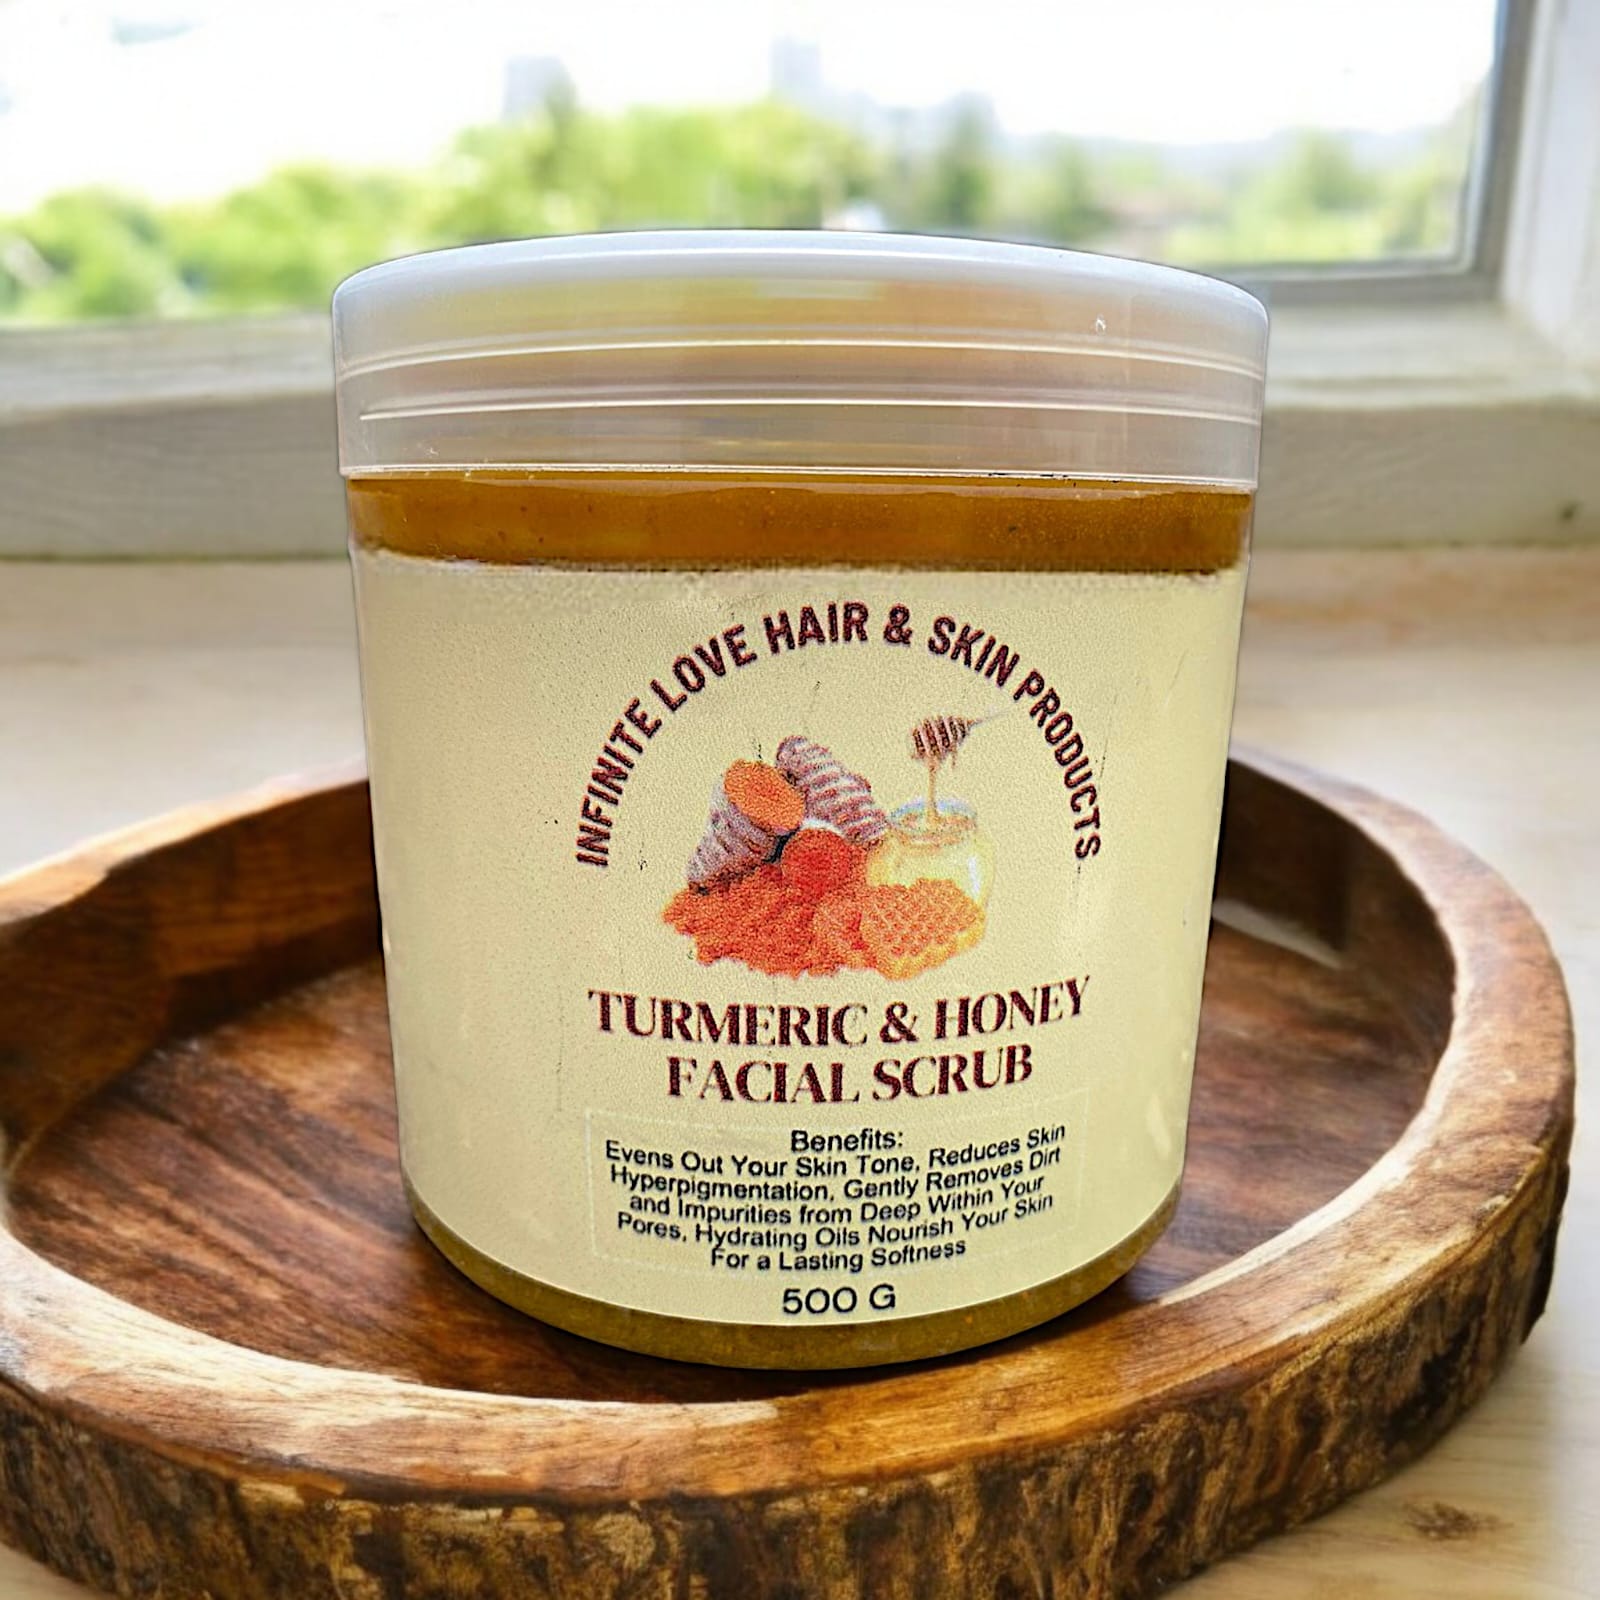 INFINITE LOVE HAIR & SKIN PRODUCTS
TURMERIC & HONEY
FACIAL SCRUB
Benefits:
Evens Out Your Skin Tone, Reduces Skin
Hyperpigmentation, Gently Removes Dirt
and Impurities from Deep Within Your
Pores, Hydrating Oils Nourish Your Skin
For a Lasting Softness
500 G